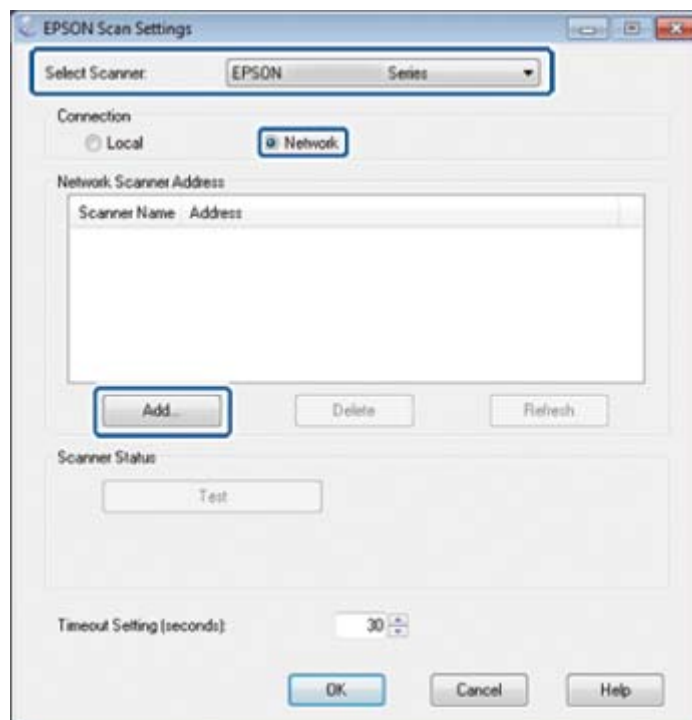 EPSON Scan Settings
Select Scanner: EPSON Series
Connection
Local Network
Network Scanner Address
Scanner Name Address
Add...
Delete
Refresh
Scanner Status
Test
Timeout Setting (seconds): 30
OK Cancel Help